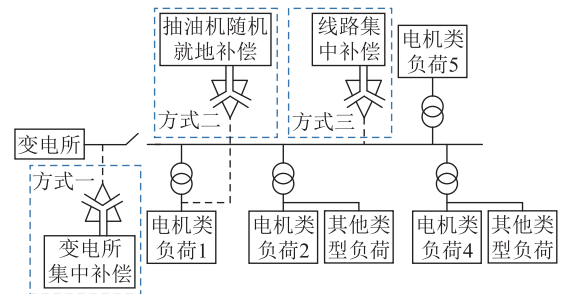 抽油机随机
就地补偿
方式二
线路集
中补偿
方式三
电机类
负荷5
变电所
方式一
变电所
集中补偿
电机类
负荷1
电机类
负荷2
其他类
型负荷
电机类
负荷4
其他类
型负荷